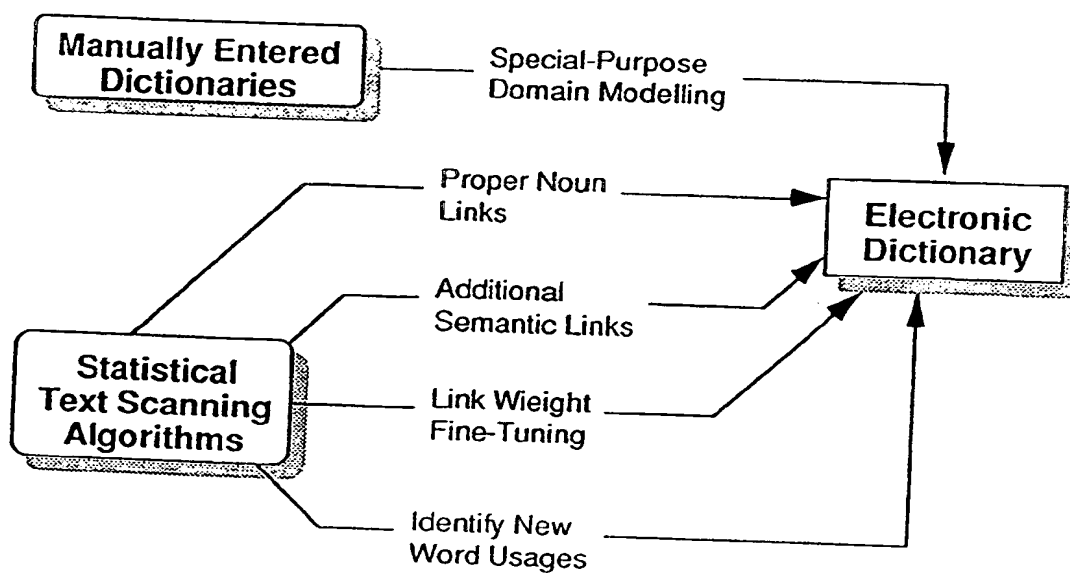 Manually Entered
Dictionaries
Special-Purpose
Domain Modelling
Proper Noun
Links
Electronic
Dictionary
Additional
Semantic Links
Statistical
Text Scanning
Algorithms
Link Wieight
Fine-Tuning
Identify New
Word Usages